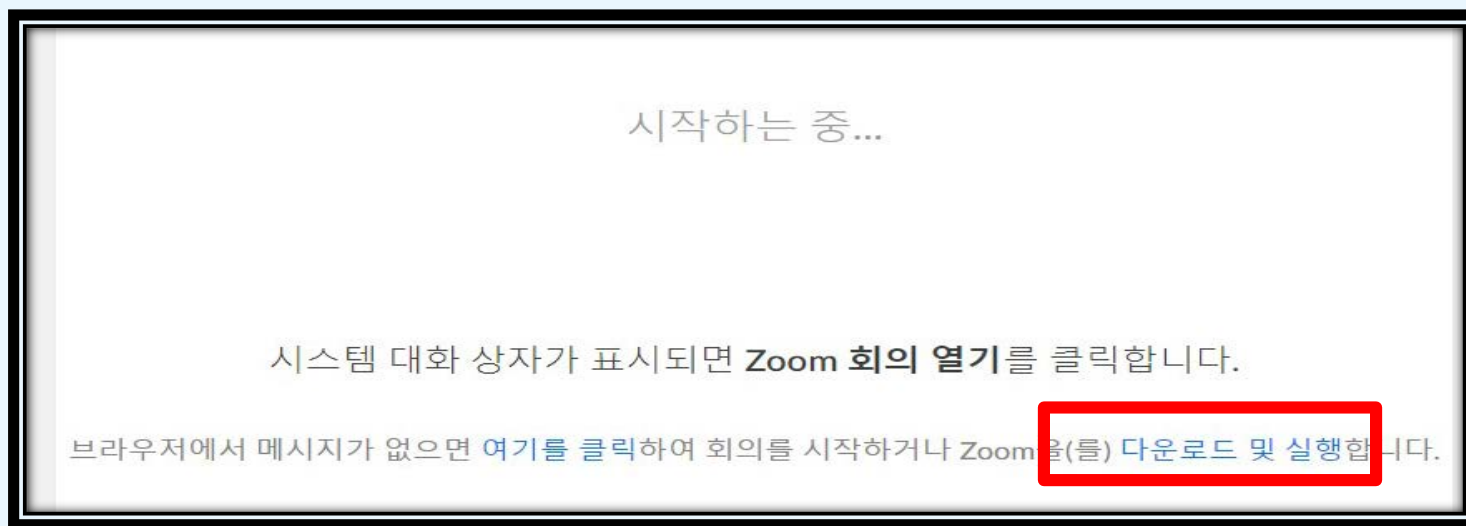 시작하는 중...
시스템 대화 상자가 표시되면 Zoom 회의 열기를 클릭합니다.
브라우저에서 메시지가 없으면 여기를 클릭하여 회의를 시작하거나 Zoom을(를) 다운로드 및 실행합니다.